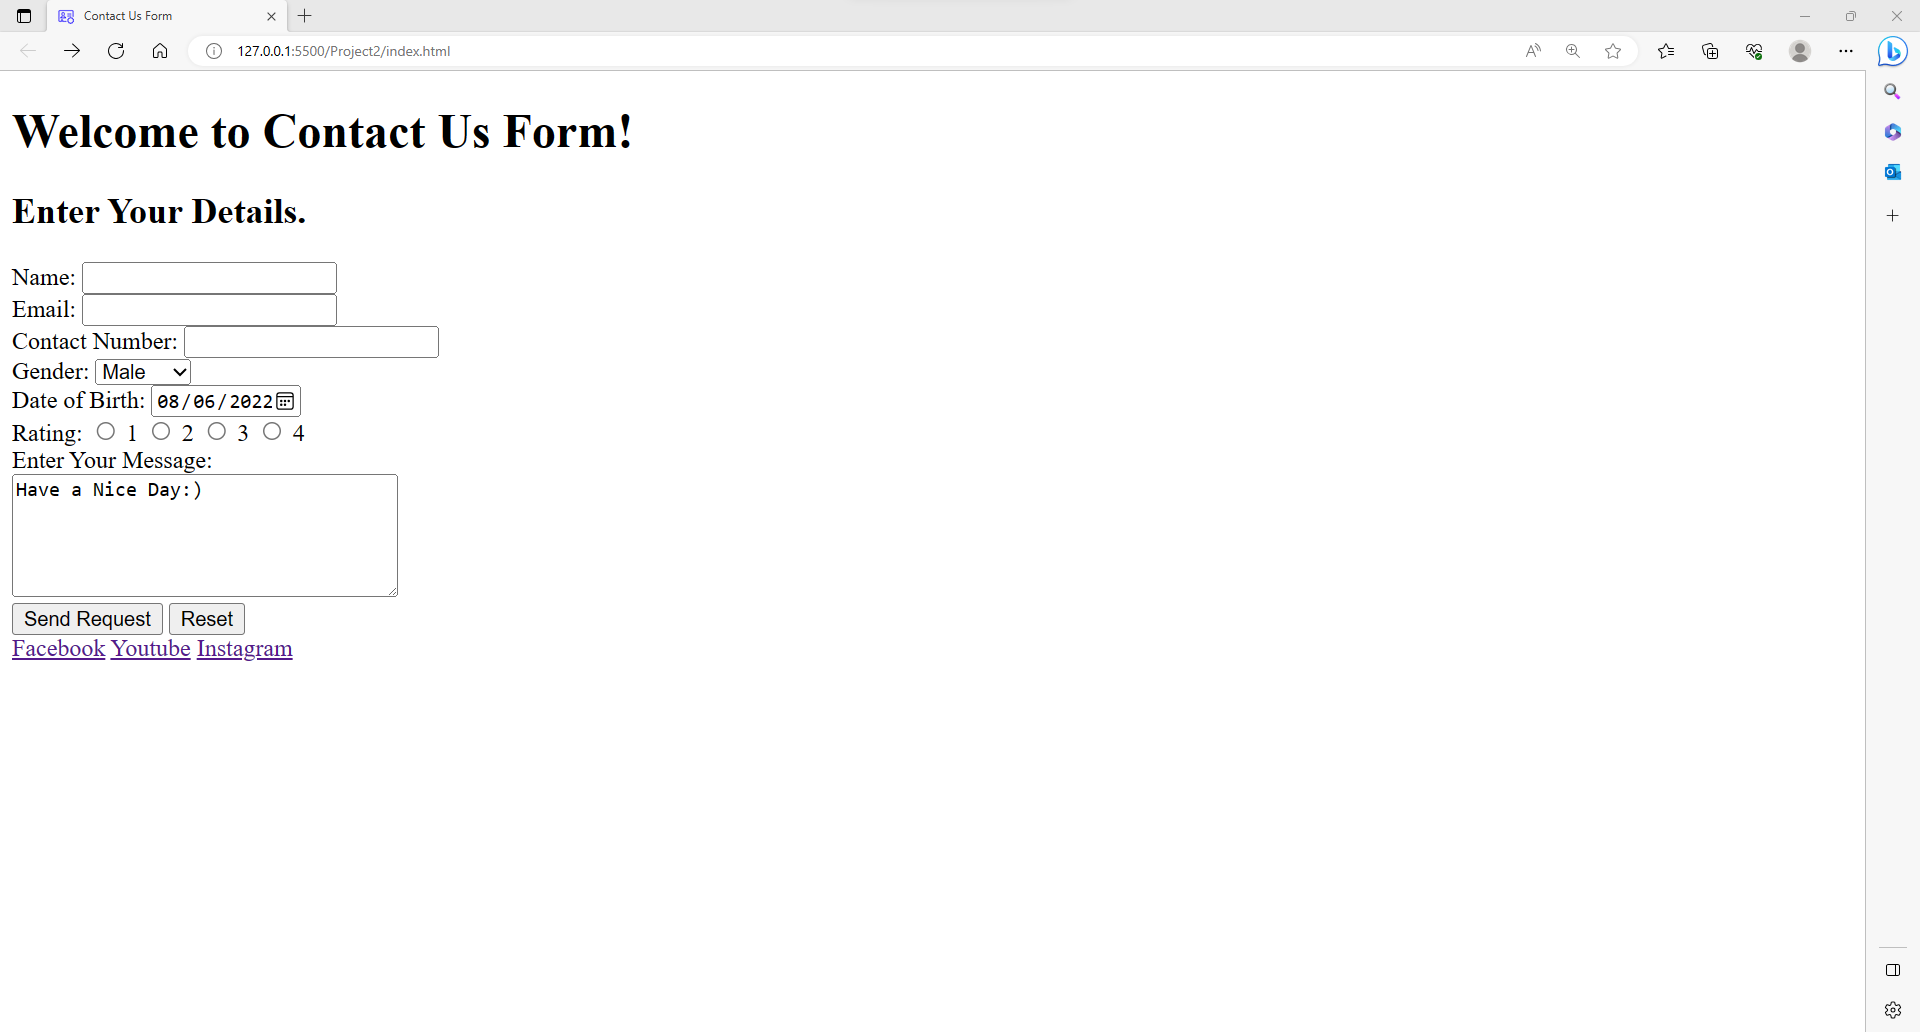 Contact Us Form
127.0.0.1:5500/Project2/index.html
Welcome to Contact Us Form!
Enter Your Details.
Name:
Email:
Contact Number:
Gender: Male
Date of Birth: 08/06/2022
Rating: 1 2 3 4
Enter Your Message:
Have a Nice Day:)
Send Request Reset
Facebook Youtube Instagram